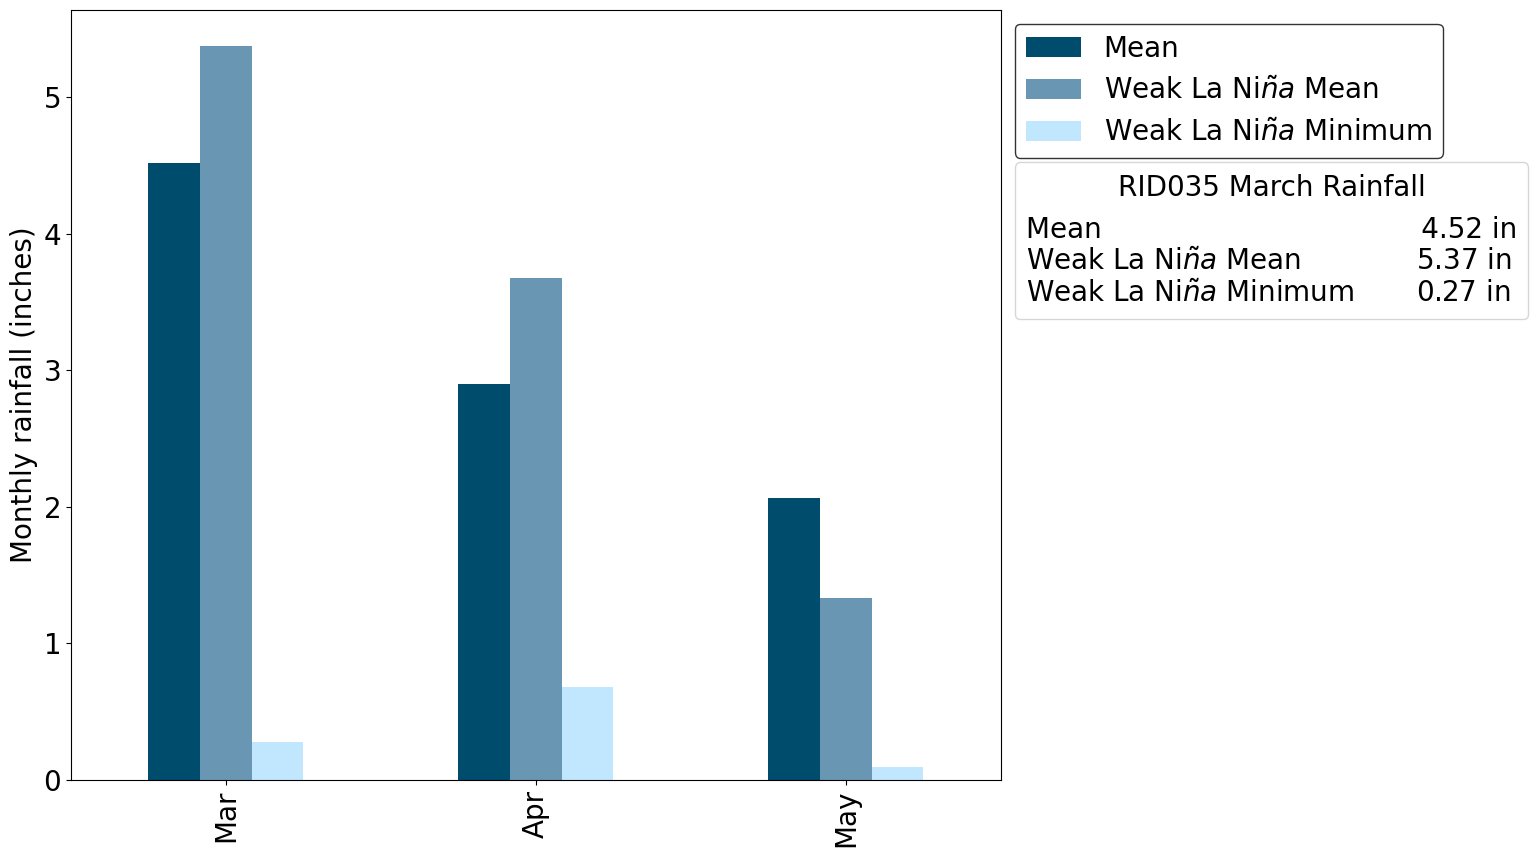 Mean
Weak La Niña Mean
Weak La Niña Minimum
RID035 March Rainfall
Mean 4.52 in
Weak La Niña Mean 5.37 in
Weak La Niña Minimum 0.27 in
Monthly rainfall (inches)
5
4
3
2
1
0
Mar
Apr
May